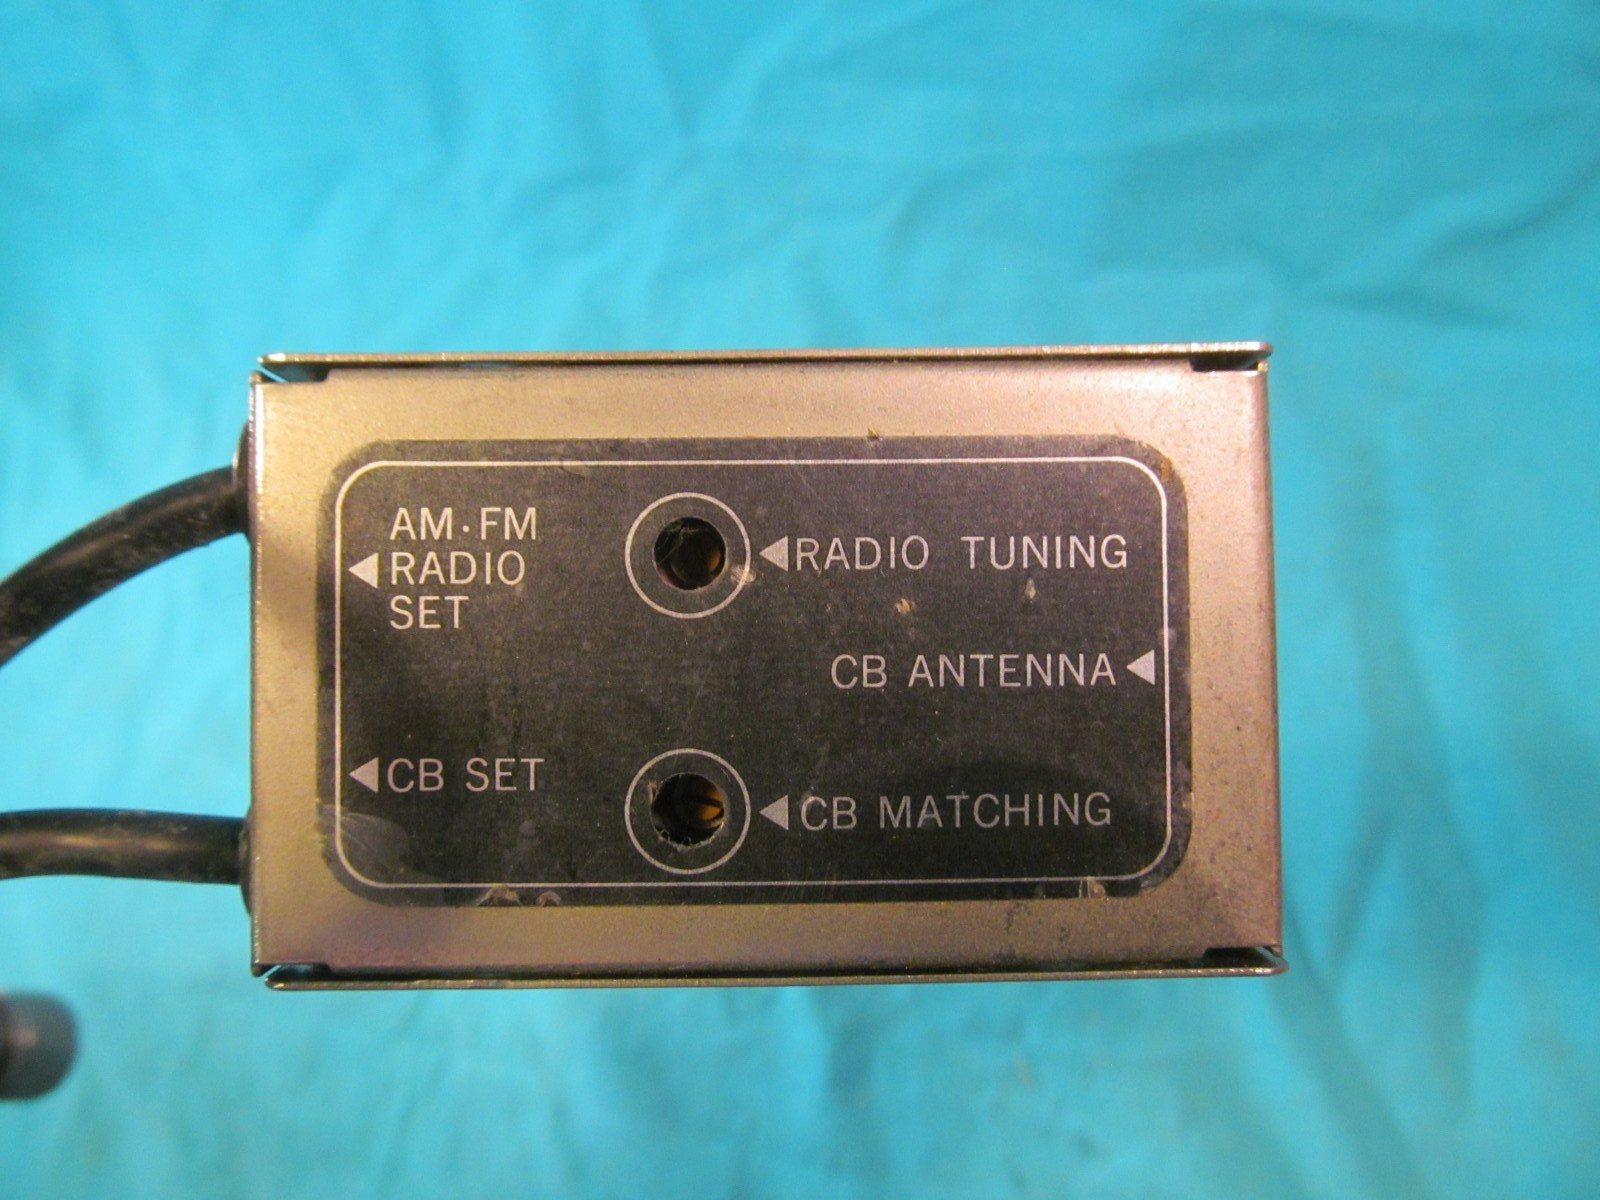 AM·FM
RADIO
SET
RADIO TUNING
CB ANTENNA
CB SET
CB MATCHING